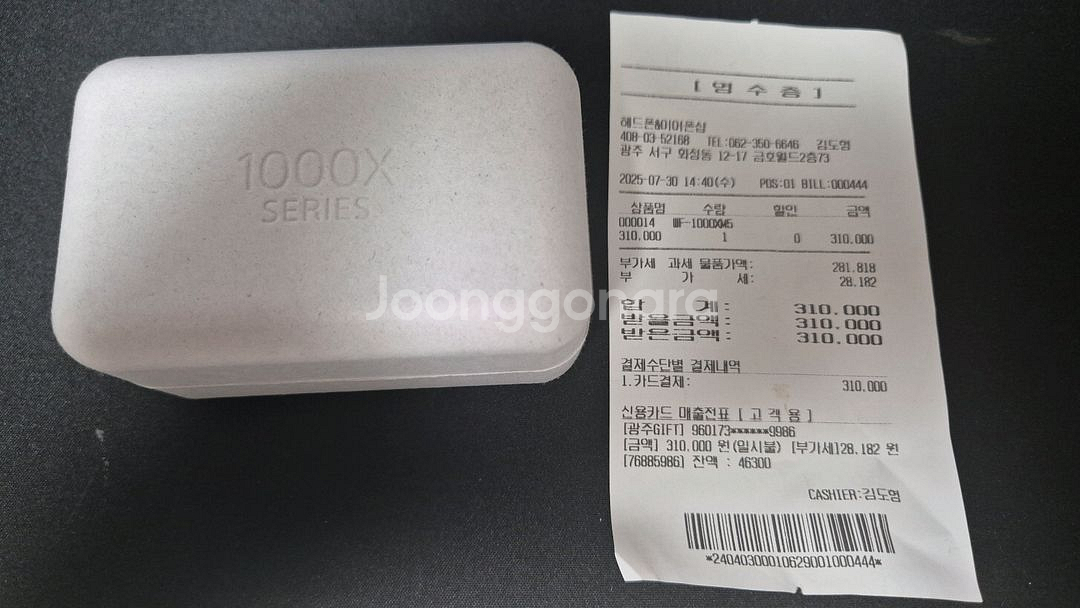 1000X
SERIES
Joonggonara
[ 영 수 증 ]
헤드폰&이어폰샵
408-03-52168 TEL:062-350-6646 김도형
광주 서구 화정동 12-17 금호월드2층73
2025-07-30 14:40(수) POS:01 BILL:000444
상품명 수량 할인 금액
000014 WF-1000XM5
310,000 1 0 310,000
부가세 과세 물품가액: 281,818
부 가 세: 28,182
합 계: 310,000
받을금액: 310,000
받은금액: 310,000
결제수단별 결제내역
1.카드결제: 310,000
신용카드 매출전표 [ 고 객 용 ]
[광주GIFT] 960173******9986
[금액] 310,000 원(일시불) [부가세]28,182 원
[76885986] 잔액 : 46300
CASHIER:김도형
*24040300010629001000444*